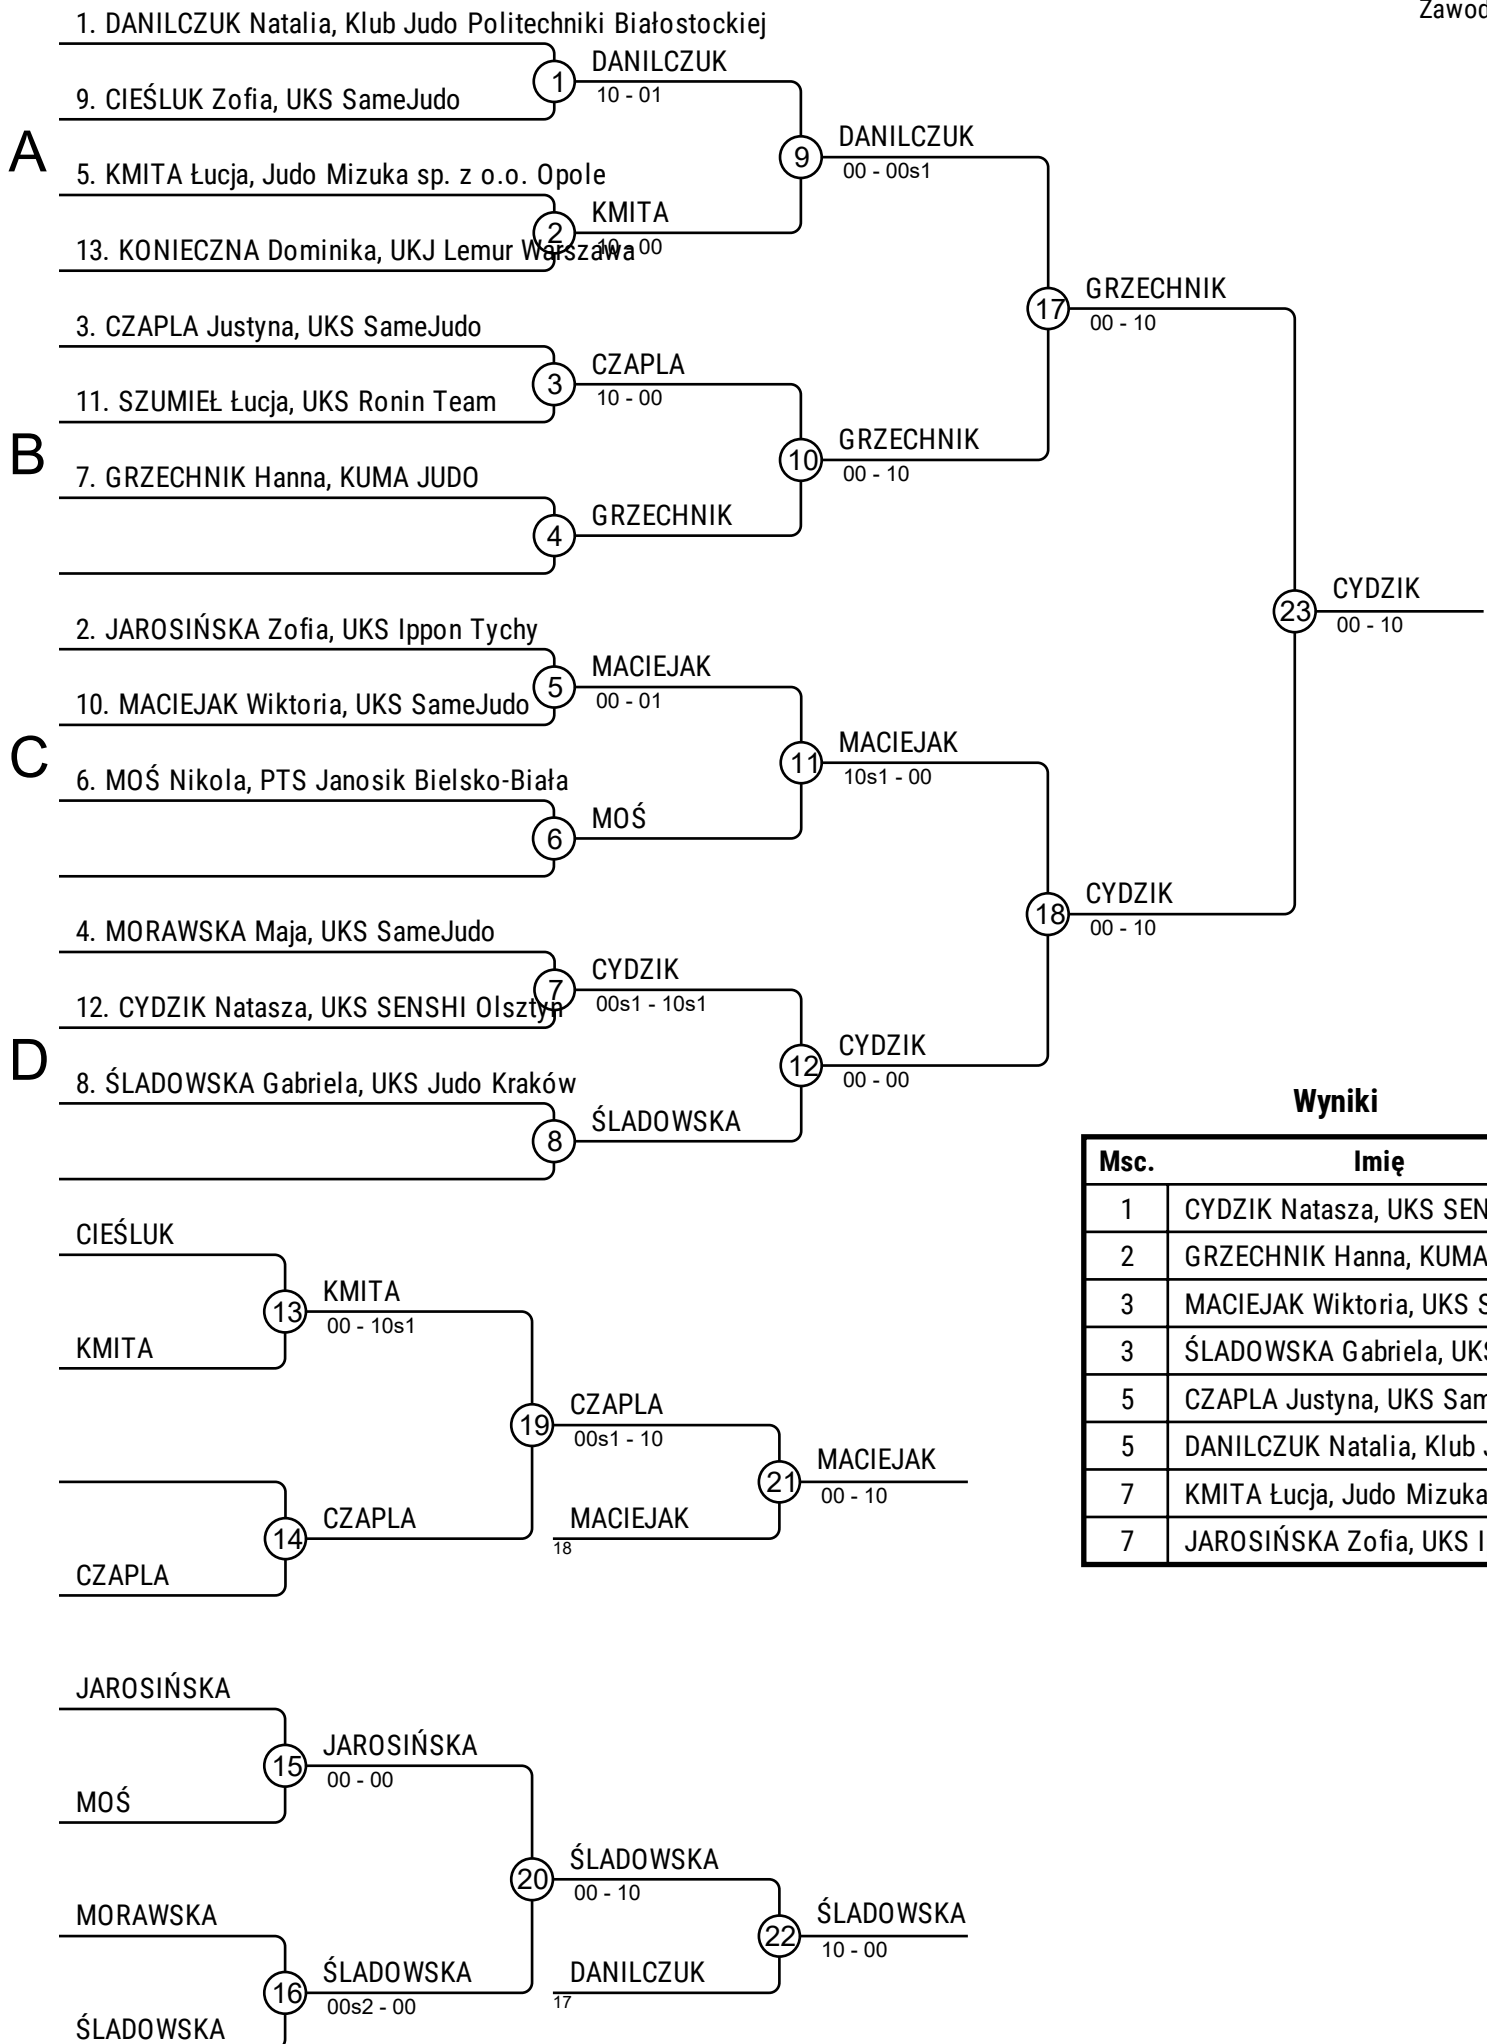 Zawod
1. DANILCZUK Natalia, Klub Judo Politechniki Białostockiej
DANILCZUK
1
10 - 01
9. CIEŚLUK Zofia, UKS SameJudo
A
DANILCZUK
9
00 - 00s1
5. KMITA Łucja, Judo Mizuka sp. z o.o. Opole
KMITA
2
10 - 00
13. KONIECZNA Dominika, UKJ Lemur Warszawa
GRZECHNIK
17
00 - 10
3. CZAPLA Justyna, UKS SameJudo
CZAPLA
3
10 - 00
11. SZUMIEŁ Łucja, UKS Ronin Team
B
GRZECHNIK
10
00 - 10
7. GRZECHNIK Hanna, KUMA JUDO
GRZECHNIK
4
CYDZIK
23
00 - 10
2. JAROSIŃSKA Zofia, UKS Ippon Tychy
MACIEJAK
5
00 - 01
10. MACIEJAK Wiktoria, UKS SameJudo
C
MACIEJAK
11
10s1 - 00
6. MOŚ Nikola, PTS Janosik Bielsko-Biała
MOŚ
6
CYDZIK
18
00 - 10
4. MORAWSKA Maja, UKS SameJudo
CYDZIK
7
00s1 - 10s1
12. CYDZIK Natasza, UKS SENSHI Olsztyn
D
CYDZIK
12
00 - 00
8. ŚLADOWSKA Gabriela, UKS Judo Kraków
ŚLADOWSKA
8
Wyniki
Msc. Imię
1 CYDZIK Natasza, UKS SEN
2 GRZECHNIK Hanna, KUMA
3 MACIEJAK Wiktoria, UKS S
3 ŚLADOWSKA Gabriela, UKS
5 CZAPLA Justyna, UKS Sam
5 DANILCZUK Natalia, Klub J
7 KMITA Łucja, Judo Mizuka
7 JAROSIŃSKA Zofia, UKS I
CIEŚLUK
KMITA
13
00 - 10s1
KMITA
CZAPLA
19
00s1 - 10
MACIEJAK
21
00 - 10
CZAPLA
14
MACIEJAK
18
CZAPLA
JAROSIŃSKA
JAROSIŃSKA
15
00 - 00
MOŚ
ŚLADOWSKA
20
00 - 10
MORAWSKA
ŚLADOWSKA
22
10 - 00
ŚLADOWSKA
16
00s2 - 00
DANILCZUK
17
ŚLADOWSKA